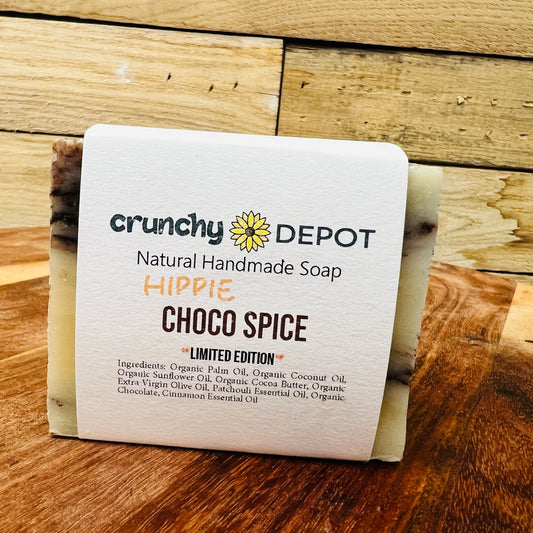 crunchy DEPOT
Natural Handmade Soap
HIPPIE
CHOCO SPICE
LIMITED EDITION
Ingredients: Organic Palm Oil, Organic Coconut Oil,
Organic Sunflower Oil, Organic Cocoa Butter, Organic
Extra Virgin Olive Oil, Patchouli Essential Oil, Organic
Chocolate, Cinnamon Essential Oil